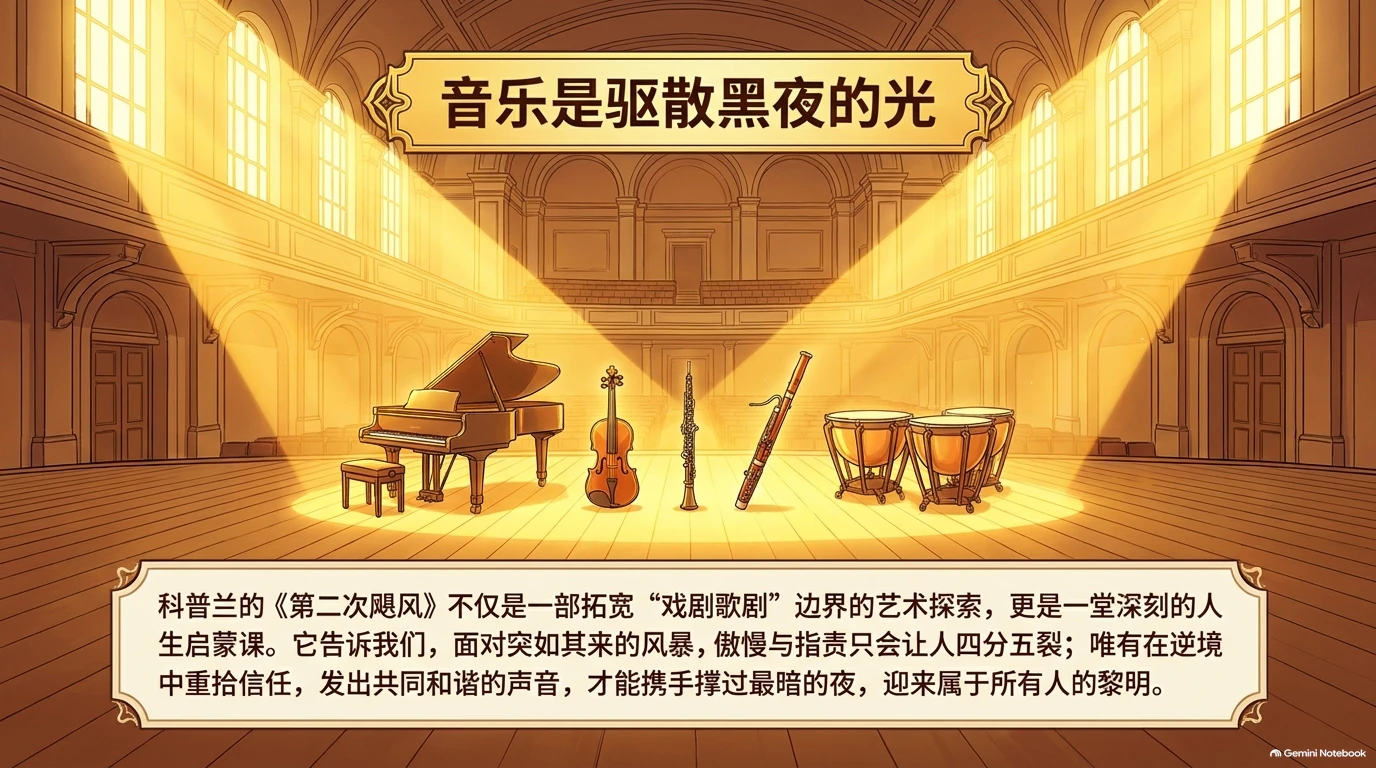 音乐是驱散黑夜的光
科普兰的《第二次飓风》不仅是一部拓宽“戏剧歌剧”边界的艺术探索，更是一堂深刻的人
生启蒙课。它告诉我们，面对突如其来的风暴，傲慢与指责只会让人四分五裂；唯有在逆境
中重拾信任，发出共同和谐的声音，才能携手撑过最暗的夜，迎来属于所有人的黎明。
Gemini Notebook